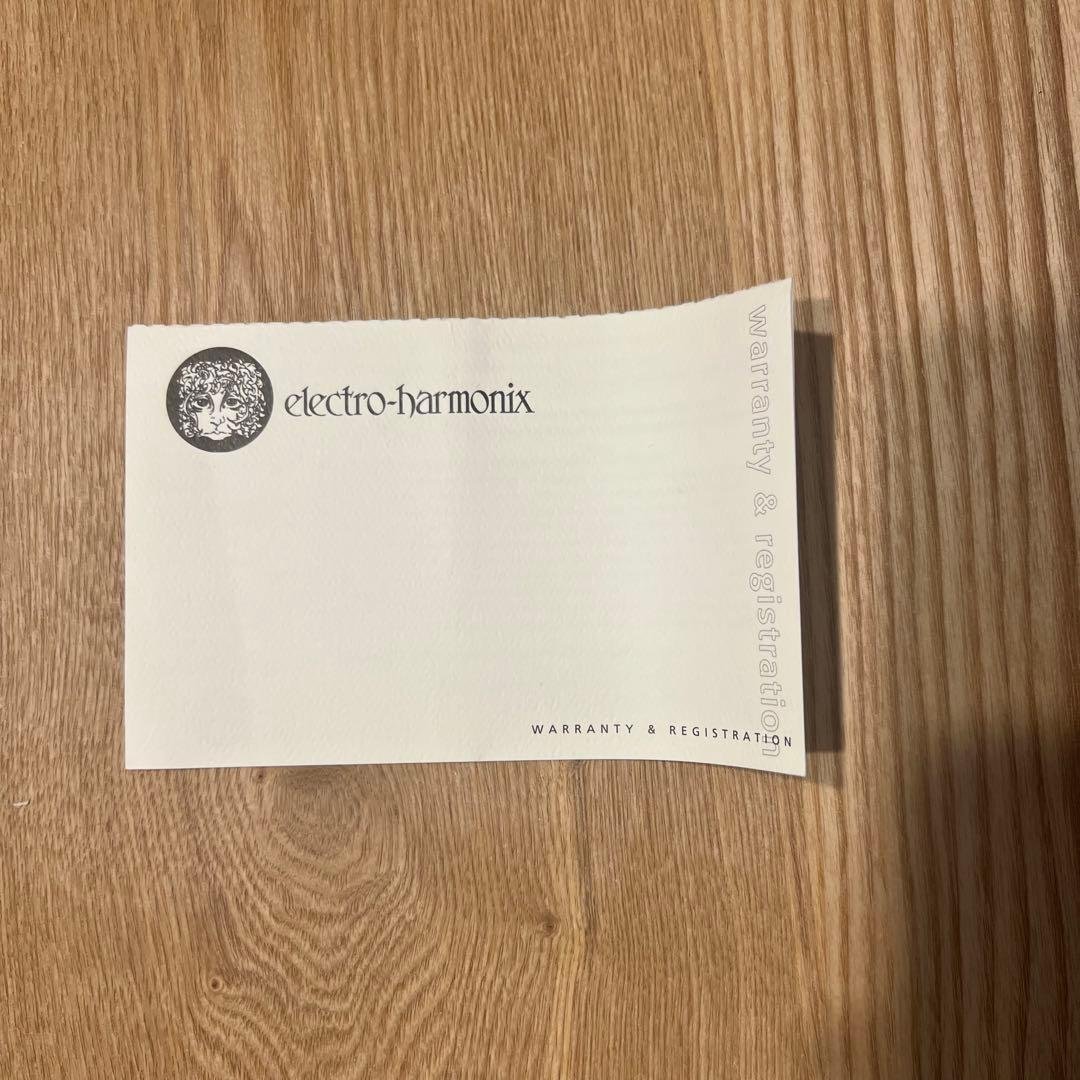 electro-harmonix
warranty & registration
WARRANTY & REGISTRATION